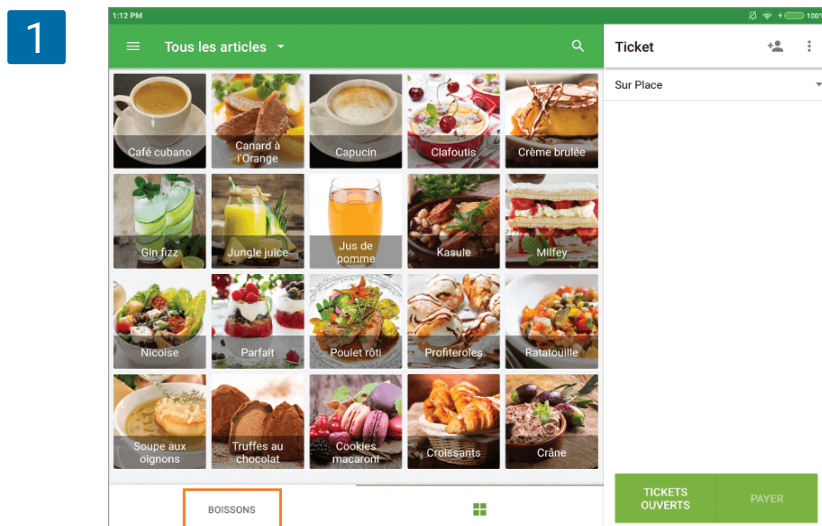 1
1:12 PM
100%
Tous les articles
Ticket
Sur Place
Café cubano
Canard à
l'Orange
Capucin
Clafoutis
Crème brulée
Gin fizz
Jungle juice
Jus de
pomme
Kasule
Milfey
Nicoise
Parfait
Poulet rôti
Profiteroles
Ratatouille
Soupe aux
oignons
Truffes au
chocolat
Cookies
macaroni
Croissants
Crâne
BOISSONS
TICKETS
OUVERTS
PAYER